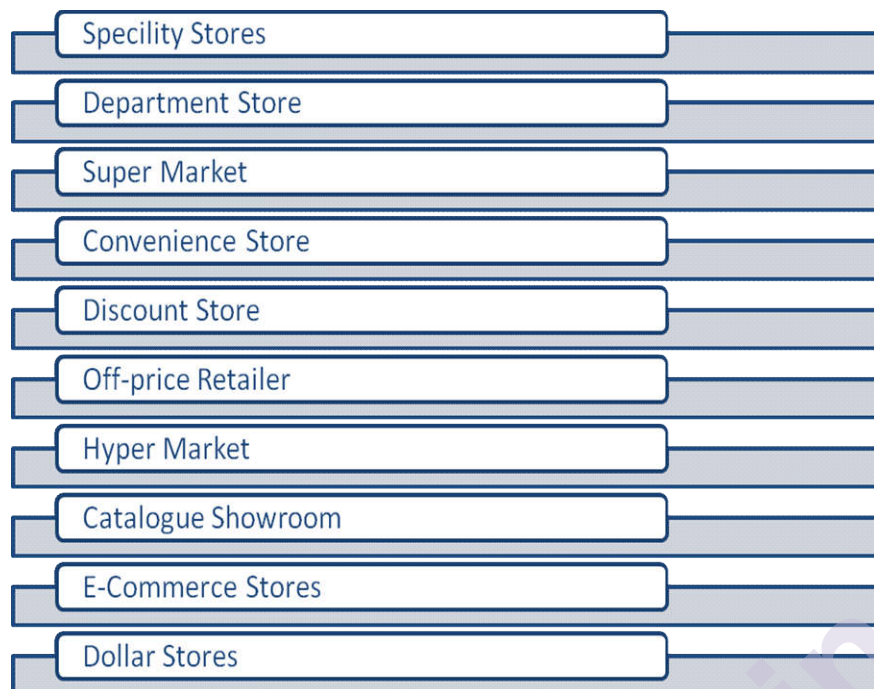 Specility Stores
Department Store
Super Market
Convenience Store
Discount Store
Off-price Retailer
Hyper Market
Catalogue Showroom
E-Commerce Stores
Dollar Stores
in